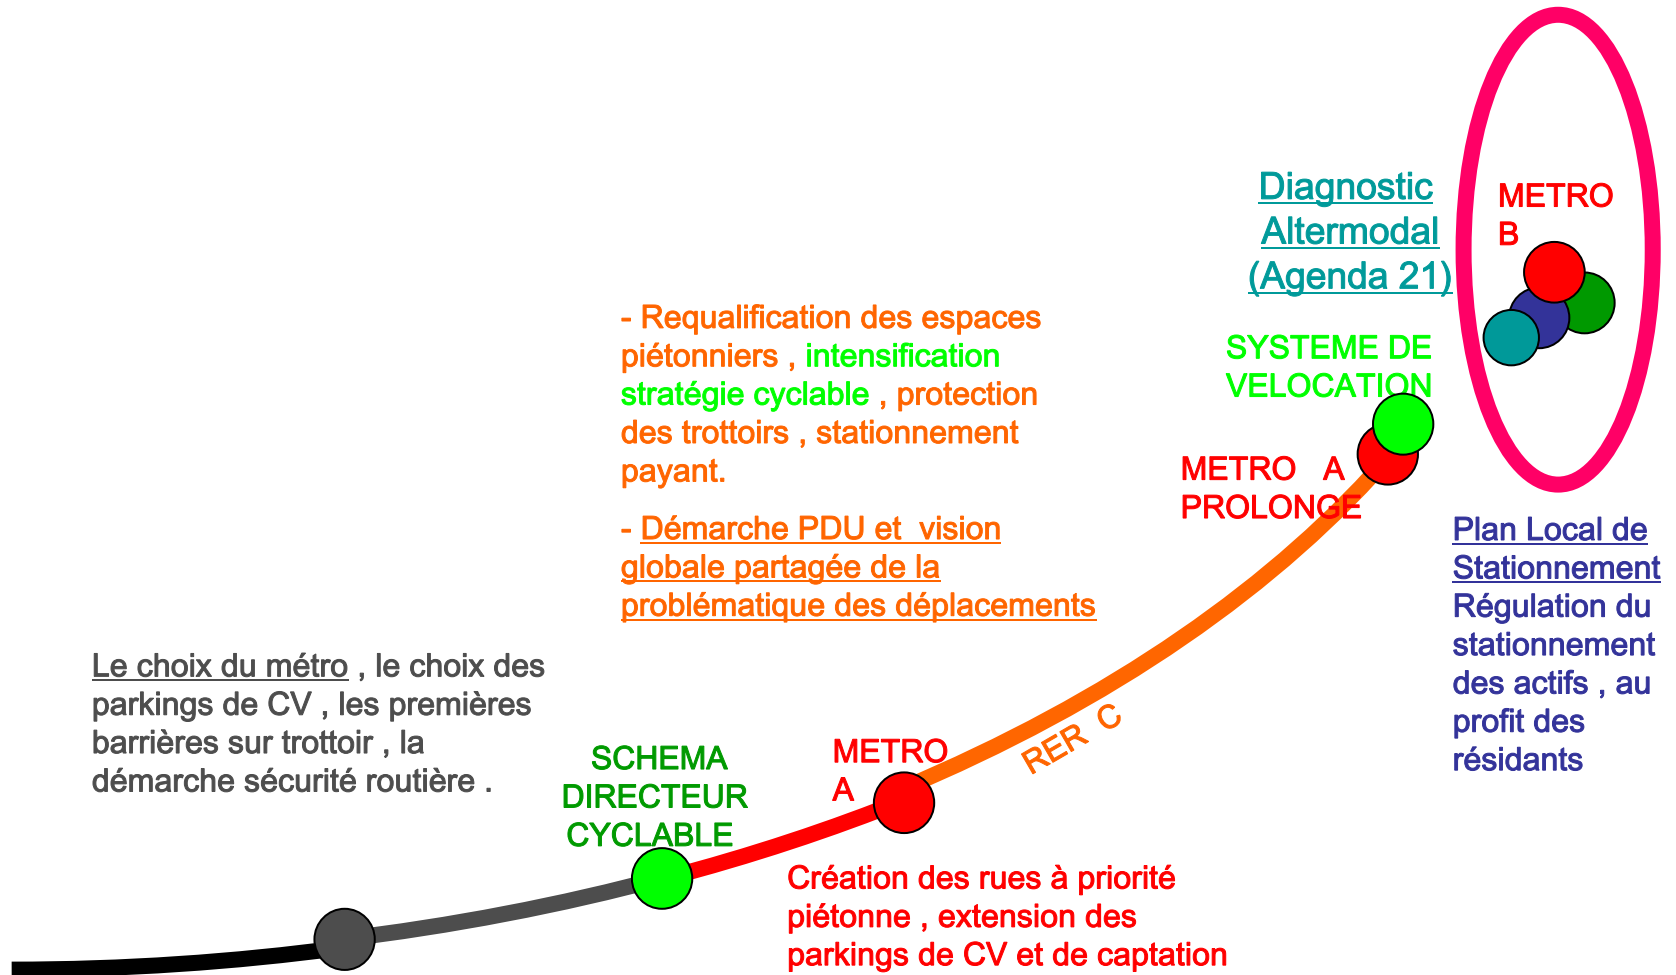 Diagnostic
Altermodal
(Agenda 21)
METRO
B
- Requalification des espaces
piétonniers , intensification
stratégie cyclable , protection
des trottoirs , stationnement
payant.
- Démarche PDU et  vision
globale partagée de la
problématique des déplacements
SYSTEME DE
VELOCATION
METRO   A
PROLONGE
Plan Local de
Stationnement
Régulation du
stationnement
des actifs , au
profit des
résidants
Le choix du métro , le choix des
parkings de CV , les premières
barrières sur trottoir , la
démarche sécurité routière .
SCHEMA
DIRECTEUR
CYCLABLE
METRO
A
RER  C
Création des rues à priorité
piétonne , extension des
parkings de CV et de captation